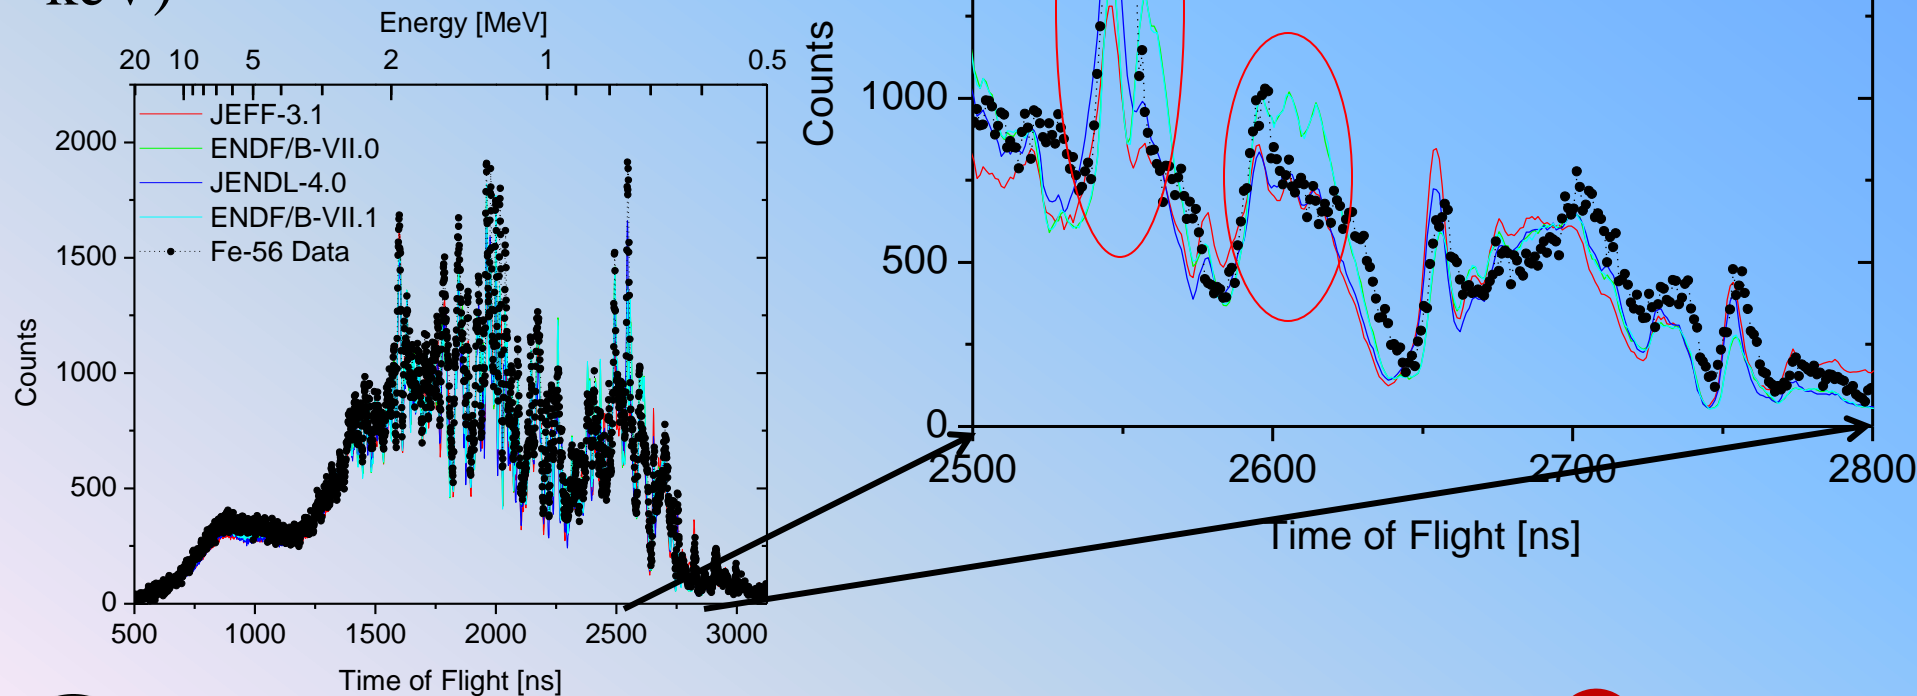 keV)
Energy [MeV]
20 10 5 2 1 0.5
JEFF-3.1
ENDF/B-VII.0
JENDL-4.0
ENDF/B-VII.1
Fe-56 Data
2000
1500
1000
500
0
Counts
500 1000 1500 2000 2500 3000
Time of Flight [ns]
Counts
1000
500
0
2500 2600 2700 2800
Time of Flight [ns]